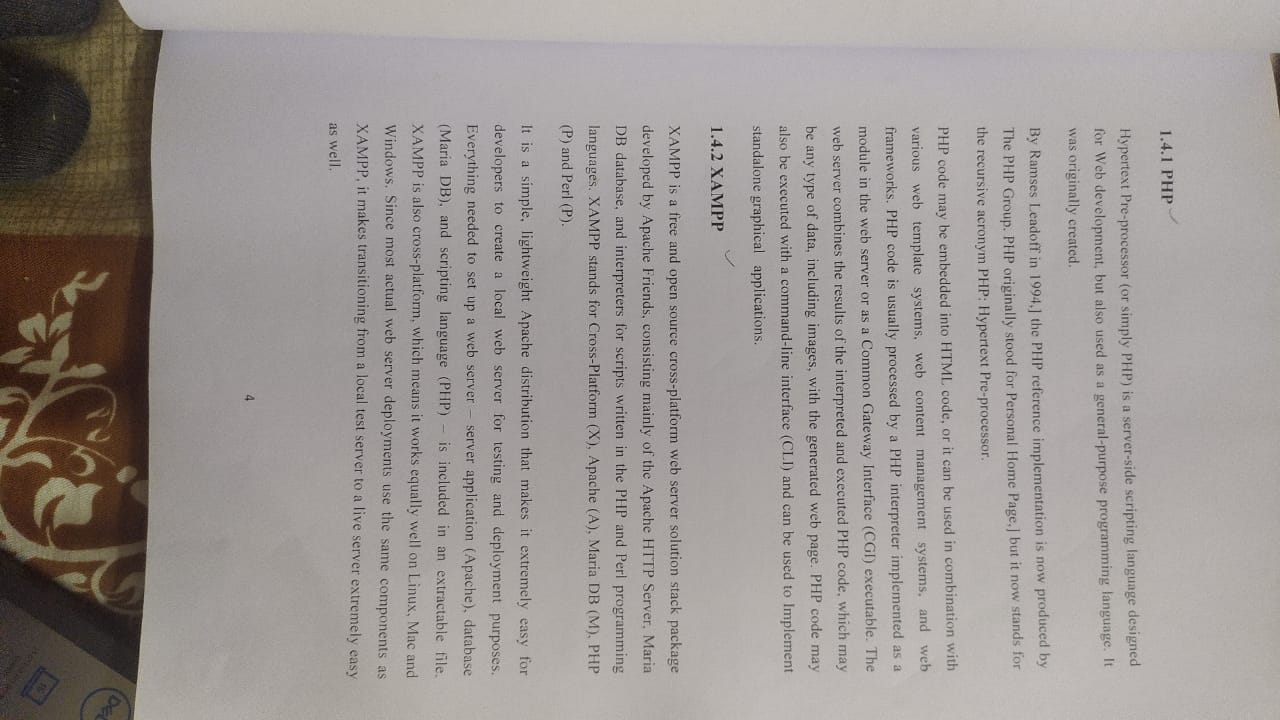 1.4.1 PHP
Hypertext Pre-processor (or simply PHP) is a server-side scripting language designed
for Web development, but also used as a general-purpose programming language. It
was originally created.
By Ramses Leadoff in 1994,] the PHP reference implementation is now produced by
The PHP Group. PHP originally stood for Personal Home Page,] but it now stands for
the recursive acronym PHP: Hypertext Pre-processor.
PHP code may be embedded into HTML code, or it can be used in combination with
various web template systems, web content management systems, and web
frameworks. PHP code is usually processed by a PHP interpreter implemented as a
module in the web server or as a Common Gateway Interface (CGI) executable. The
web server combines the results of the interpreted and executed PHP code, which may
be any type of data, including images, with the generated web page. PHP code may
also be executed with a command-line interface (CLI) and can be used to Implement
standalone graphical applications.
1.4.2 XAMPP
XAMPP is a free and open source cross-platform web server solution stack package
developed by Apache Friends, consisting mainly of the Apache HTTP Server, Maria
DB database, and interpreters for scripts written in the PHP and Perl programming
languages. XAMPP stands for Cross-Platform (X), Apache (A), Maria DB (M), PHP
(P) and Perl (P).
It is a simple, lightweight Apache distribution that makes it extremely easy for
developers to create a local web server for testing and deployment purposes.
Everything needed to set up a web server – server application (Apache), database
(Maria DB), and scripting language (PHP) – is included in an extractable file.
XAMPP is also cross-platform, which means it works equally well on Linux, Mac and
Windows. Since most actual web server deployments use the same components as
XAMPP, it makes transitioning from a local test server to a live server extremely easy
as well.
4
DELL